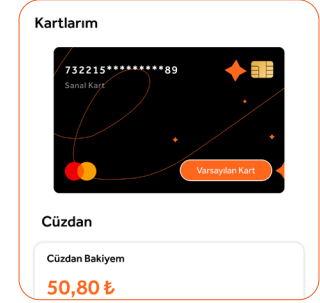 Kartlarım
732215*********89
Sanal Kart
Varsayılan Kart
Cüzdan
Cüzdan Bakiyem
50,80 ₺